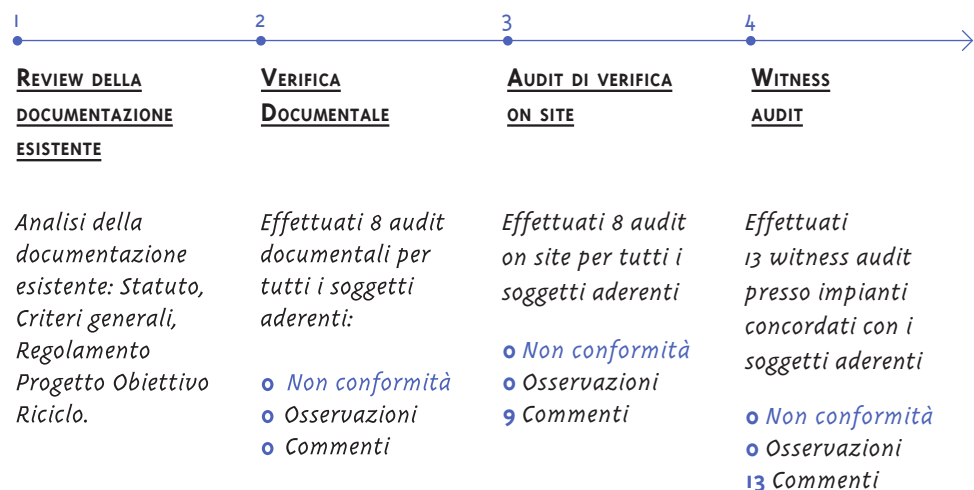 1
Review della
documentazione
esistente
Analisi della
documentazione
esistente: Statuto,
Criteri generali,
Regolamento
Progetto Obiettivo
Riciclo.
2
Verifica
Documentale
Effettuati 8 audit
documentali per
tutti i soggetti
aderenti:
0 Non conformità
0 Osservazioni
0 Commenti
3
Audit di verifica
on site
Effettuati 8 audit
on site per tutti i
soggetti aderenti
0 Non conformità
0 Osservazioni
9 Commenti
4
Witness
audit
Effettuati
13 witness audit
presso impianti
concordati con i
soggetti aderenti
0 Non conformità
0 Osservazioni
13 Commenti